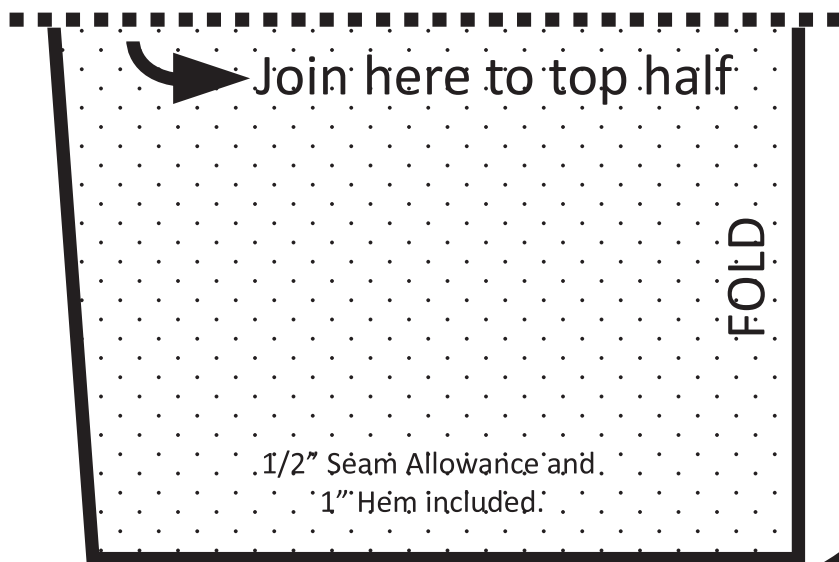 Join here to top half
FOLD
1/2” Seam Allowance and
1” Hem included.